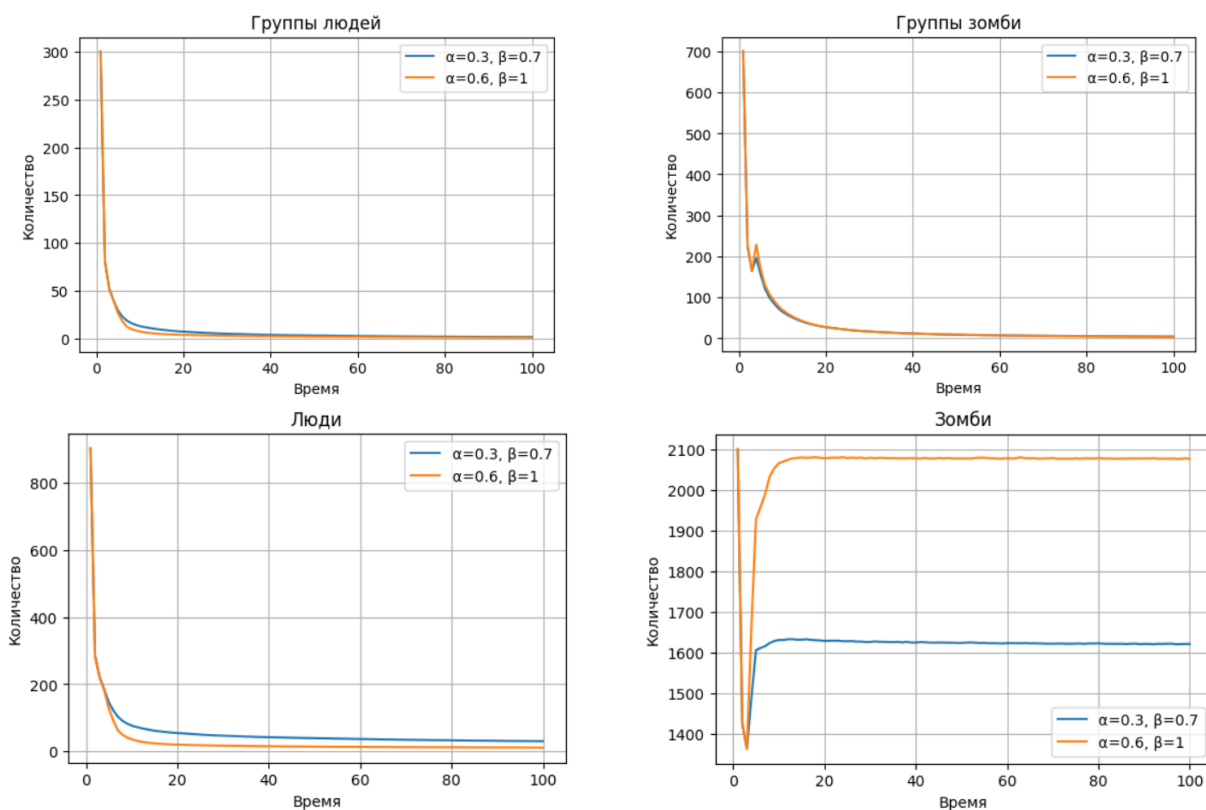 Группы людей
Количество
300
250
200
150
100
50
0
α=0.3, β=0.7
α=0.6, β=1
0 20 40 60 80 100
Время
Группы зомби
Количество
700
600
500
400
300
200
100
0
α=0.3, β=0.7
α=0.6, β=1
0 20 40 60 80 100
Время
Люди
Количество
800
600
400
200
0
α=0.3, β=0.7
α=0.6, β=1
0 20 40 60 80 100
Время
Зомби
Количество
2100
2000
1900
1800
1700
1600
1500
1400
α=0.3, β=0.7
α=0.6, β=1
0 20 40 60 80 100
Время